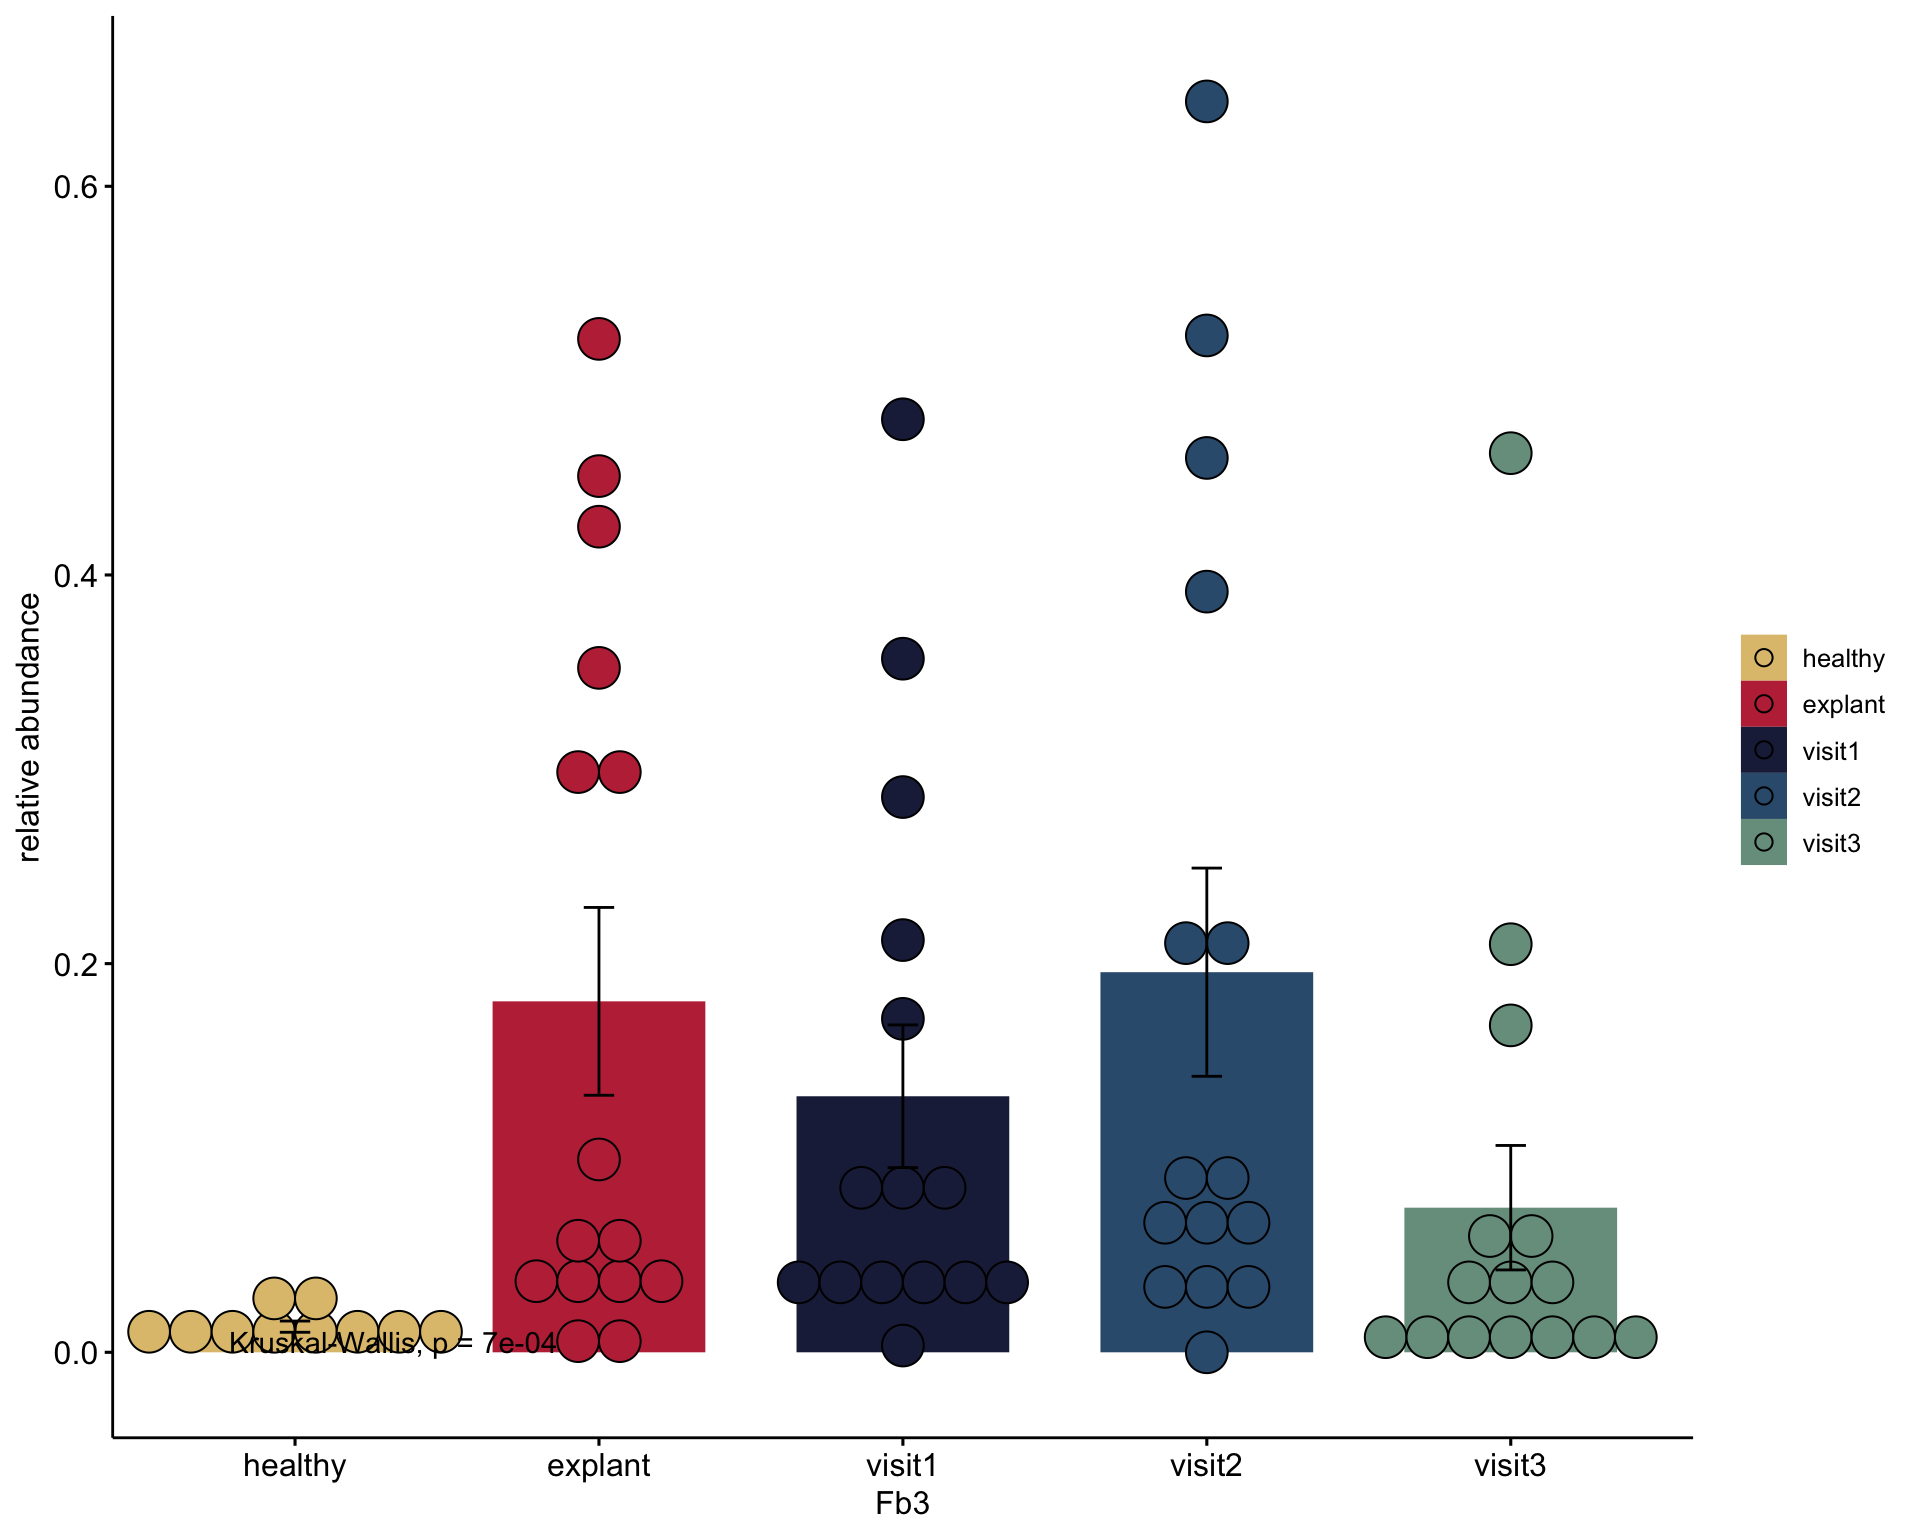 0.6
0.4
0.2
0.0
relative abundance
Kruskal-Wallis, p = 7e-04
healthy
explant
visit1
visit2
visit3
Fb3
healthy
explant
visit1
visit2
visit3